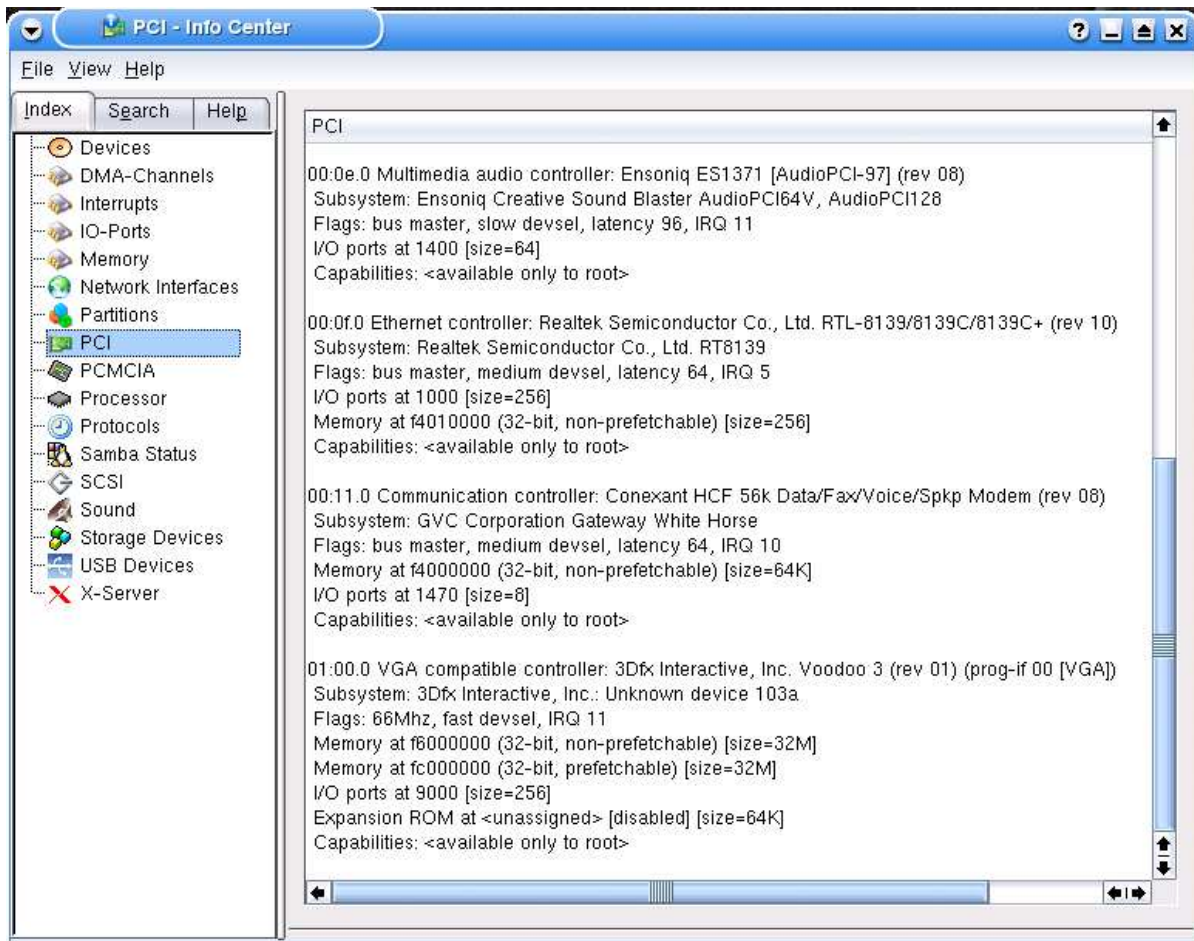 PCI - Info Center
File View Help
Index Search Help
Devices
DMA-Channels
Interrupts
IO-Ports
Memory
Network Interfaces
Partitions
PCI
PCMCIA
Processor
Protocols
Samba Status
SCSI
Sound
Storage Devices
USB Devices
X-Server
PCI
00:0e.0 Multimedia audio controller: Ensoniq ES1371 [AudioPCI-97] (rev 08)
Subsystem: Ensoniq Creative Sound Blaster AudioPCI64V, AudioPCI128
Flags: bus master, slow devsel, latency 96, IRQ 11
I/O ports at 1400 [size=64]
Capabilities: <available only to root>
00:0f.0 Ethernet controller: Realtek Semiconductor Co., Ltd. RTL-8139/8139C/8139C+ (rev 10)
Subsystem: Realtek Semiconductor Co., Ltd. RT8139
Flags: bus master, medium devsel, latency 64, IRQ 5
I/O ports at 1000 [size=256]
Memory at f4010000 (32-bit, non-prefetchable) [size=256]
Capabilities: <available only to root>
00:11.0 Communication controller: Conexant HCF 56k Data/Fax/Voice/Spkp Modem (rev 08)
Subsystem: GVC Corporation Gateway White Horse
Flags: bus master, medium devsel, latency 64, IRQ 10
Memory at f4000000 (32-bit, non-prefetchable) [size=64K]
I/O ports at 1470 [size=8]
Capabilities: <available only to root>
01:00.0 VGA compatible controller: 3Dfx Interactive, Inc. Voodoo 3 (rev 01) (prog-if 00 [VGA])
Subsystem: 3Dfx Interactive, Inc.: Unknown device 103a
Flags: 66Mhz, fast devsel, IRQ 11
Memory at f6000000 (32-bit, non-prefetchable) [size=32M]
Memory at fc000000 (32-bit, prefetchable) [size=32M]
I/O ports at 9000 [size=256]
Expansion ROM at <unassigned> [disabled] [size=64K]
Capabilities: <available only to root>